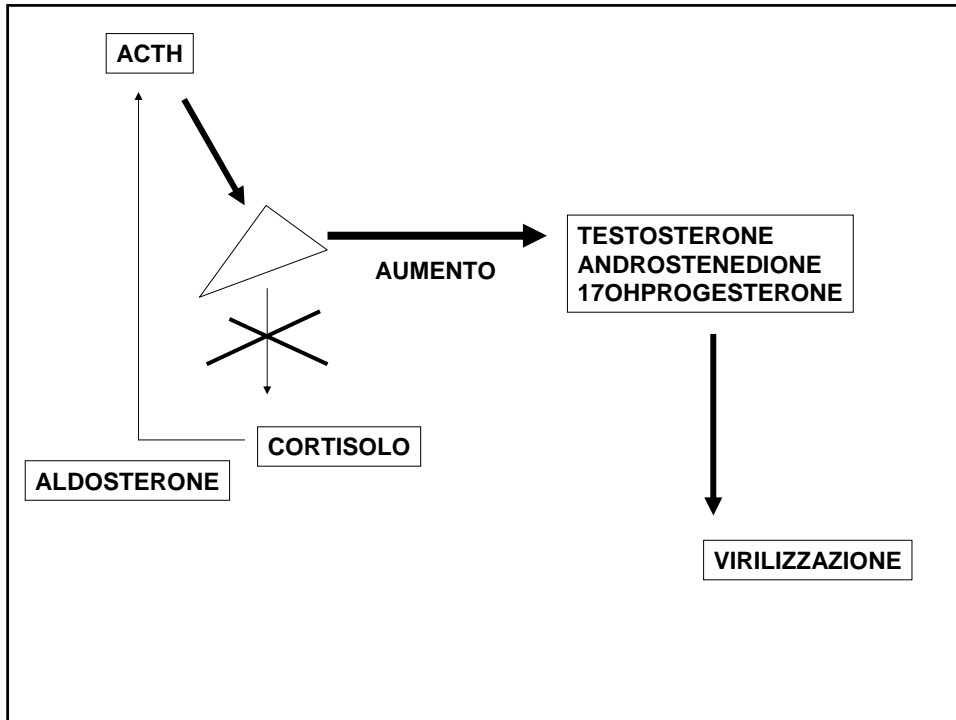 ACTH
AUMENTO
TESTOSTERONE
ANDROSTENEDIONE
17OHPROGESTERONE
CORTISOLO
ALDOSTERONE
VIRILIZZAZIONE